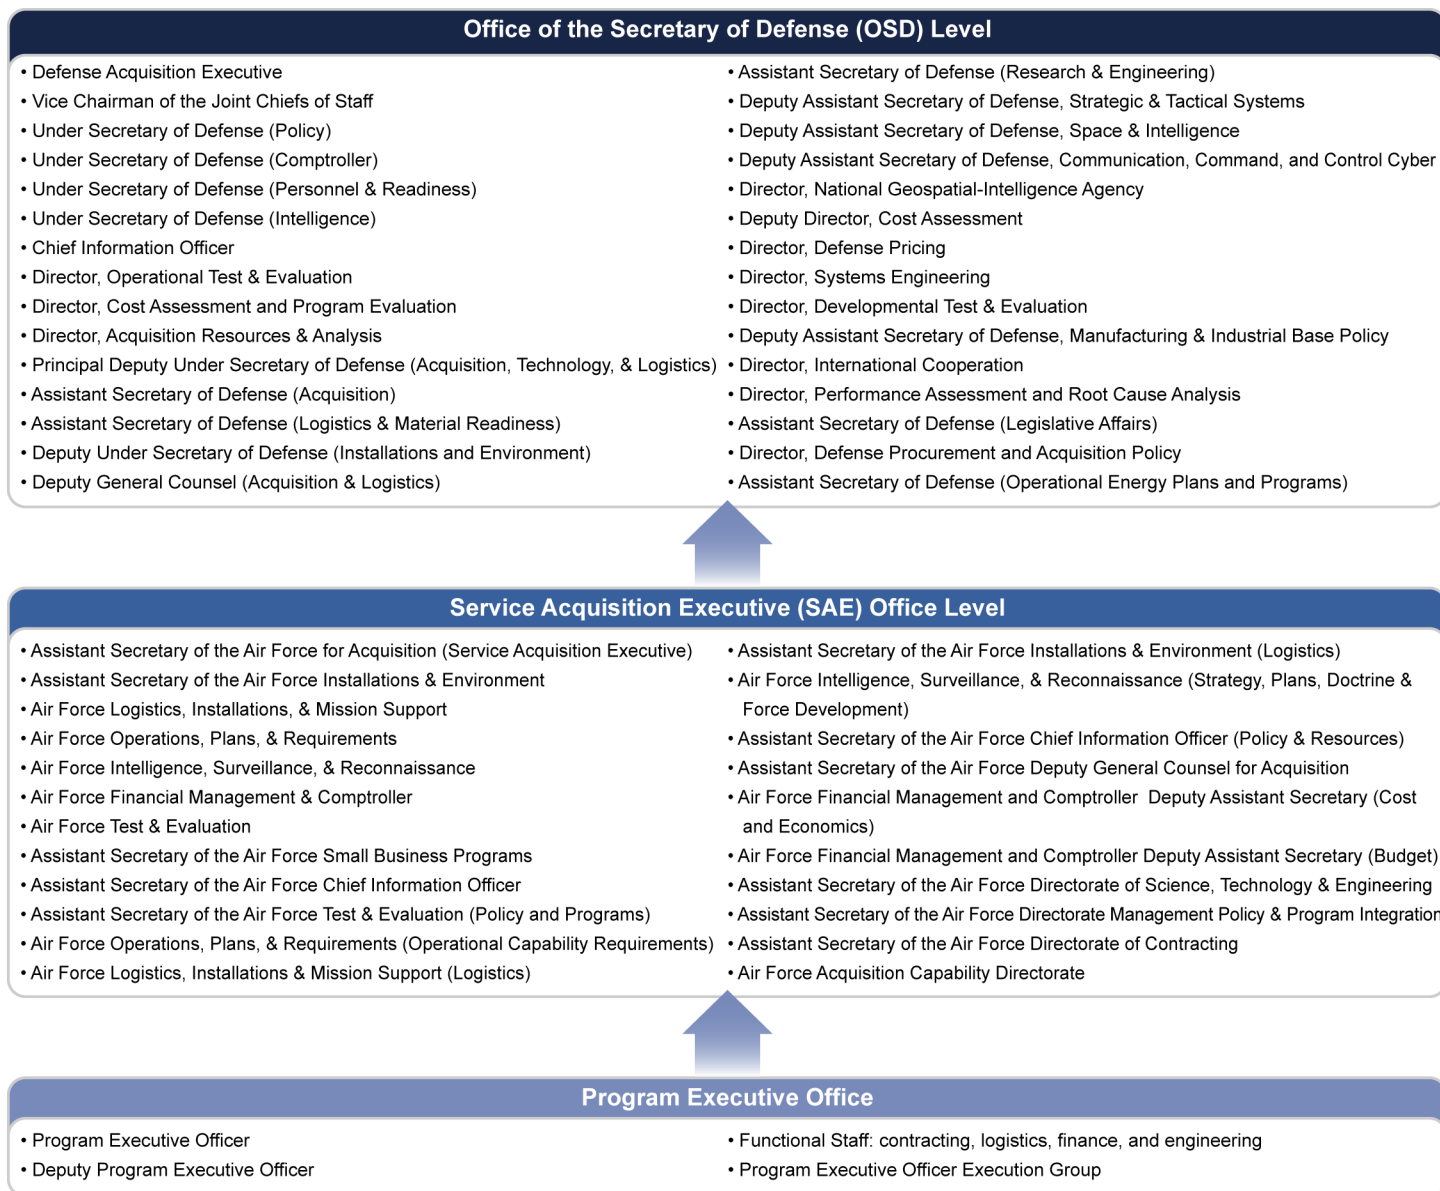 Office of the Secretary of Defense (OSD) Level
• Defense Acquisition Executive
• Vice Chairman of the Joint Chiefs of Staff
• Under Secretary of Defense (Policy)
• Under Secretary of Defense (Comptroller)
• Under Secretary of Defense (Personnel & Readiness)
• Under Secretary of Defense (Intelligence)
• Chief Information Officer
• Director, Operational Test & Evaluation
• Director, Cost Assessment and Program Evaluation
• Director, Acquisition Resources & Analysis
• Principal Deputy Under Secretary of Defense (Acquisition, Technology, & Logistics)
• Assistant Secretary of Defense (Acquisition)
• Assistant Secretary of Defense (Logistics & Material Readiness)
• Deputy Under Secretary of Defense (Installations and Environment)
• Deputy General Counsel (Acquisition & Logistics)
• Assistant Secretary of Defense (Research & Engineering)
• Deputy Assistant Secretary of Defense, Strategic & Tactical Systems
• Deputy Assistant Secretary of Defense, Space & Intelligence
• Deputy Assistant Secretary of Defense, Communication, Command, and Control Cyber
• Director, National Geospatial-Intelligence Agency
• Deputy Director, Cost Assessment
• Director, Defense Pricing
• Director, Systems Engineering
• Director, Developmental Test & Evaluation
• Deputy Assistant Secretary of Defense, Manufacturing & Industrial Base Policy
• Director, International Cooperation
• Director, Performance Assessment and Root Cause Analysis
• Assistant Secretary of Defense (Legislative Affairs)
• Director, Defense Procurement and Acquisition Policy
• Assistant Secretary of Defense (Operational Energy Plans and Programs)
Service Acquisition Executive (SAE) Office Level
• Assistant Secretary of the Air Force for Acquisition (Service Acquisition Executive)
• Assistant Secretary of the Air Force Installations & Environment
• Air Force Logistics, Installations, & Mission Support
• Air Force Operations, Plans, & Requirements
• Air Force Intelligence, Surveillance, & Reconnaissance
• Air Force Financial Management & Comptroller
• Air Force Test & Evaluation
• Assistant Secretary of the Air Force Small Business Programs
• Assistant Secretary of the Air Force Chief Information Officer
• Assistant Secretary of the Air Force Test & Evaluation (Policy and Programs)
• Air Force Operations, Plans, & Requirements (Operational Capability Requirements)
• Air Force Logistics, Installations & Mission Support (Logistics)
• Assistant Secretary of the Air Force Installations & Environment (Logistics)
• Air Force Intelligence, Surveillance, & Reconnaissance (Strategy, Plans, Doctrine &
Force Development)
• Assistant Secretary of the Air Force Chief Information Officer (Policy & Resources)
• Assistant Secretary of the Air Force Deputy General Counsel for Acquisition
• Air Force Financial Management and Comptroller Deputy Assistant Secretary (Cost
and Economics)
• Air Force Financial Management and Comptroller Deputy Assistant Secretary (Budget)
• Assistant Secretary of the Air Force Directorate of Science, Technology & Engineering
• Assistant Secretary of the Air Force Directorate Management Policy & Program Integration
• Assistant Secretary of the Air Force Directorate of Contracting
• Air Force Acquisition Capability Directorate
Program Executive Office
• Program Executive Officer
• Deputy Program Executive Officer
• Functional Staff: contracting, logistics, finance, and engineering
• Program Executive Officer Execution Group